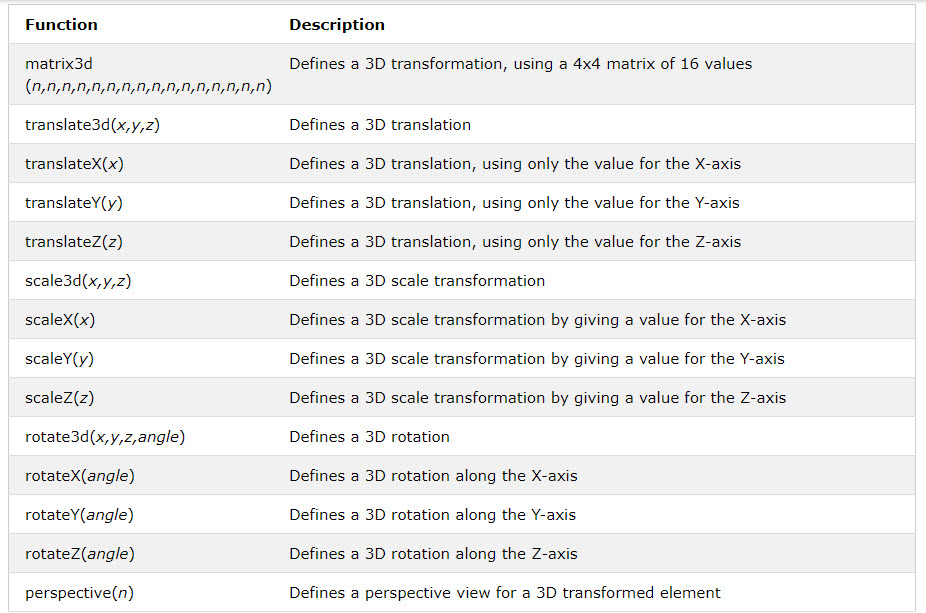 Function Description
matrix3d Defines a 3D transformation, using a 4x4 matrix of 16 values
(n,n,n,n,n,n,n,n,n,n,n,n,n,n,n,n)
translate3d(x,y,z) Defines a 3D translation
translateX(x) Defines a 3D translation, using only the value for the X-axis
translateY(y) Defines a 3D translation, using only the value for the Y-axis
translateZ(z) Defines a 3D translation, using only the value for the Z-axis
scale3d(x,y,z) Defines a 3D scale transformation
scaleX(x) Defines a 3D scale transformation by giving a value for the X-axis
scaleY(y) Defines a 3D scale transformation by giving a value for the Y-axis
scaleZ(z) Defines a 3D scale transformation by giving a value for the Z-axis
rotate3d(x,y,z,angle) Defines a 3D rotation
rotateX(angle) Defines a 3D rotation along the X-axis
rotateY(angle) Defines a 3D rotation along the Y-axis
rotateZ(angle) Defines a 3D rotation along the Z-axis
perspective(n) Defines a perspective view for a 3D transformed element